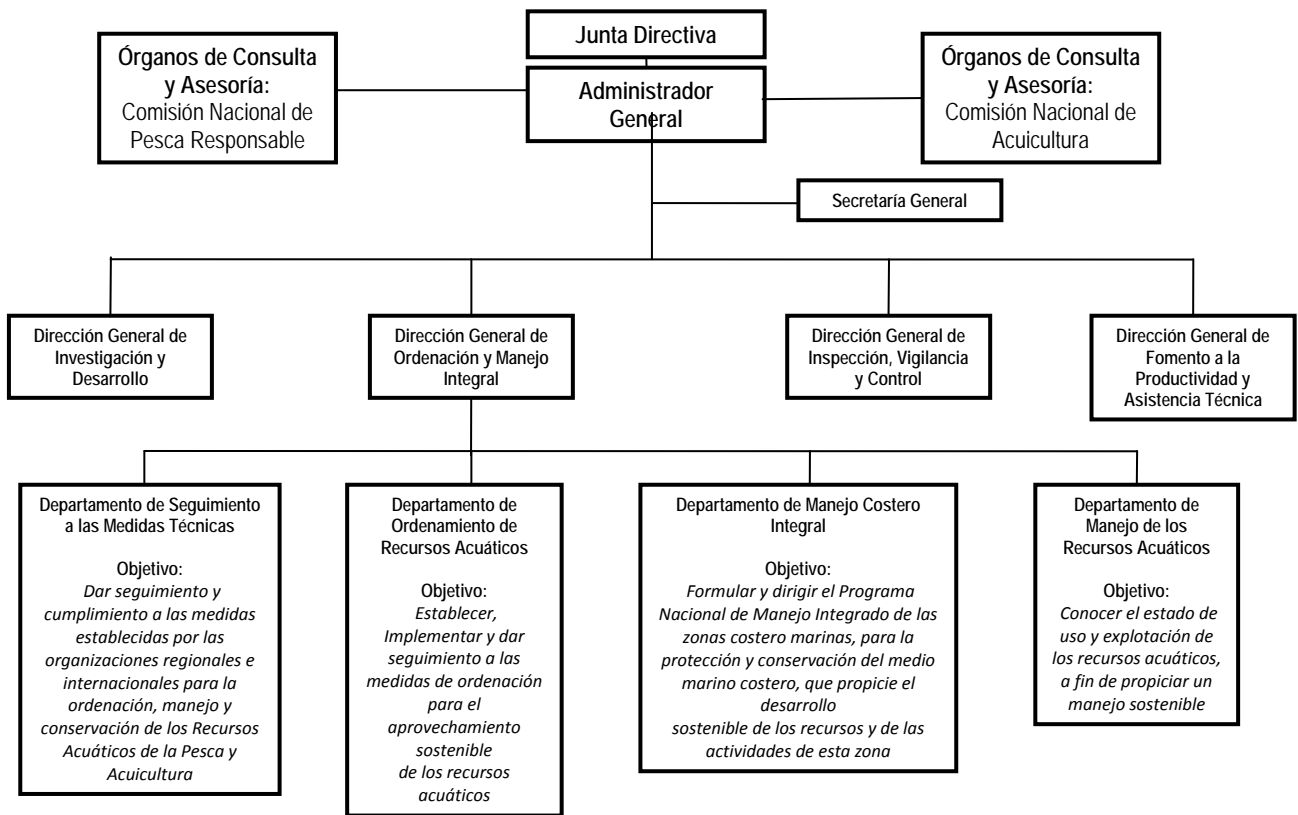 Junta Directiva
Órganos de Consulta
y Asesoría:
Comisión Nacional de
Pesca Responsable
Administrador
General
Órganos de Consulta
y Asesoría:
Comisión Nacional de
Acuicultura
Secretaría General
Dirección General de
Investigación y
Desarrollo
Dirección General de
Ordenación y Manejo
Integral
Dirección General de
Inspección, Vigilancia
y Control
Dirección General de
Fomento a la
Productividad y
Asistencia Técnica
Departamento de Seguimiento
a las Medidas Técnicas
Objetivo:
Dar seguimiento y
cumplimiento a las medidas
establecidas por las
organizaciones regionales e
internacionales para la
ordenación, manejo y
conservación de los Recursos
Acuáticos de la Pesca y
Acuicultura
Departamento de
Ordenamiento de
Recursos Acuáticos
Objetivo:
Establecer,
Implementar y dar
seguimiento a las
medidas de ordenación
para el
aprovechamiento
sostenible
de los recursos
acuáticos
Departamento de Manejo Costero
Integral
Objetivo:
Formular y dirigir el Programa
Nacional de Manejo Integrado de las
zonas costero marinas, para la
protección y conservación del medio
marino costero, que propicie el
desarrollo
sostenible de los recursos y de las
actividades de esta zona
Departamento de
Manejo de los
Recursos Acuáticos
Objetivo:
Conocer el estado de
uso y explotación de
los recursos acuáticos,
a fin de propiciar un
manejo sostenible